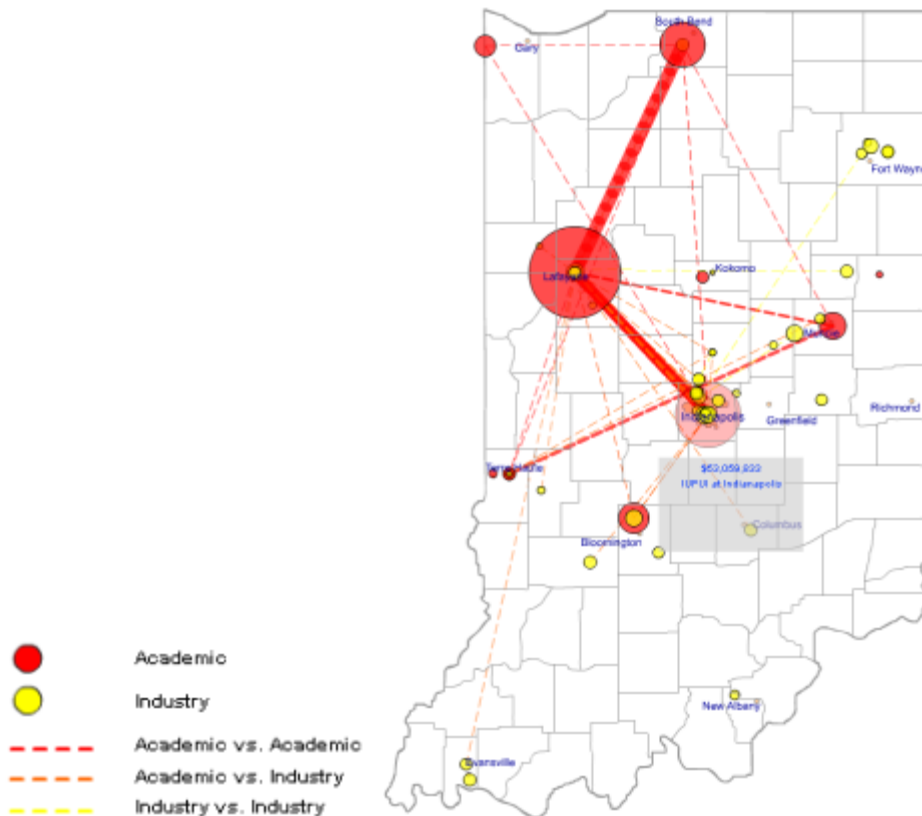 South Bend
Gary
Fort Wayne
Lafayette
Kokomo
Muncie
Indianapolis
Greenfield
Richmond
Terre Haute
$53,059,833
IUPUI at Indianapolis
Columbus
Bloomington
New Albany
Evansville
Academic
Industry
Academic vs. Academic
Academic vs. Industry
Industry vs. Industry